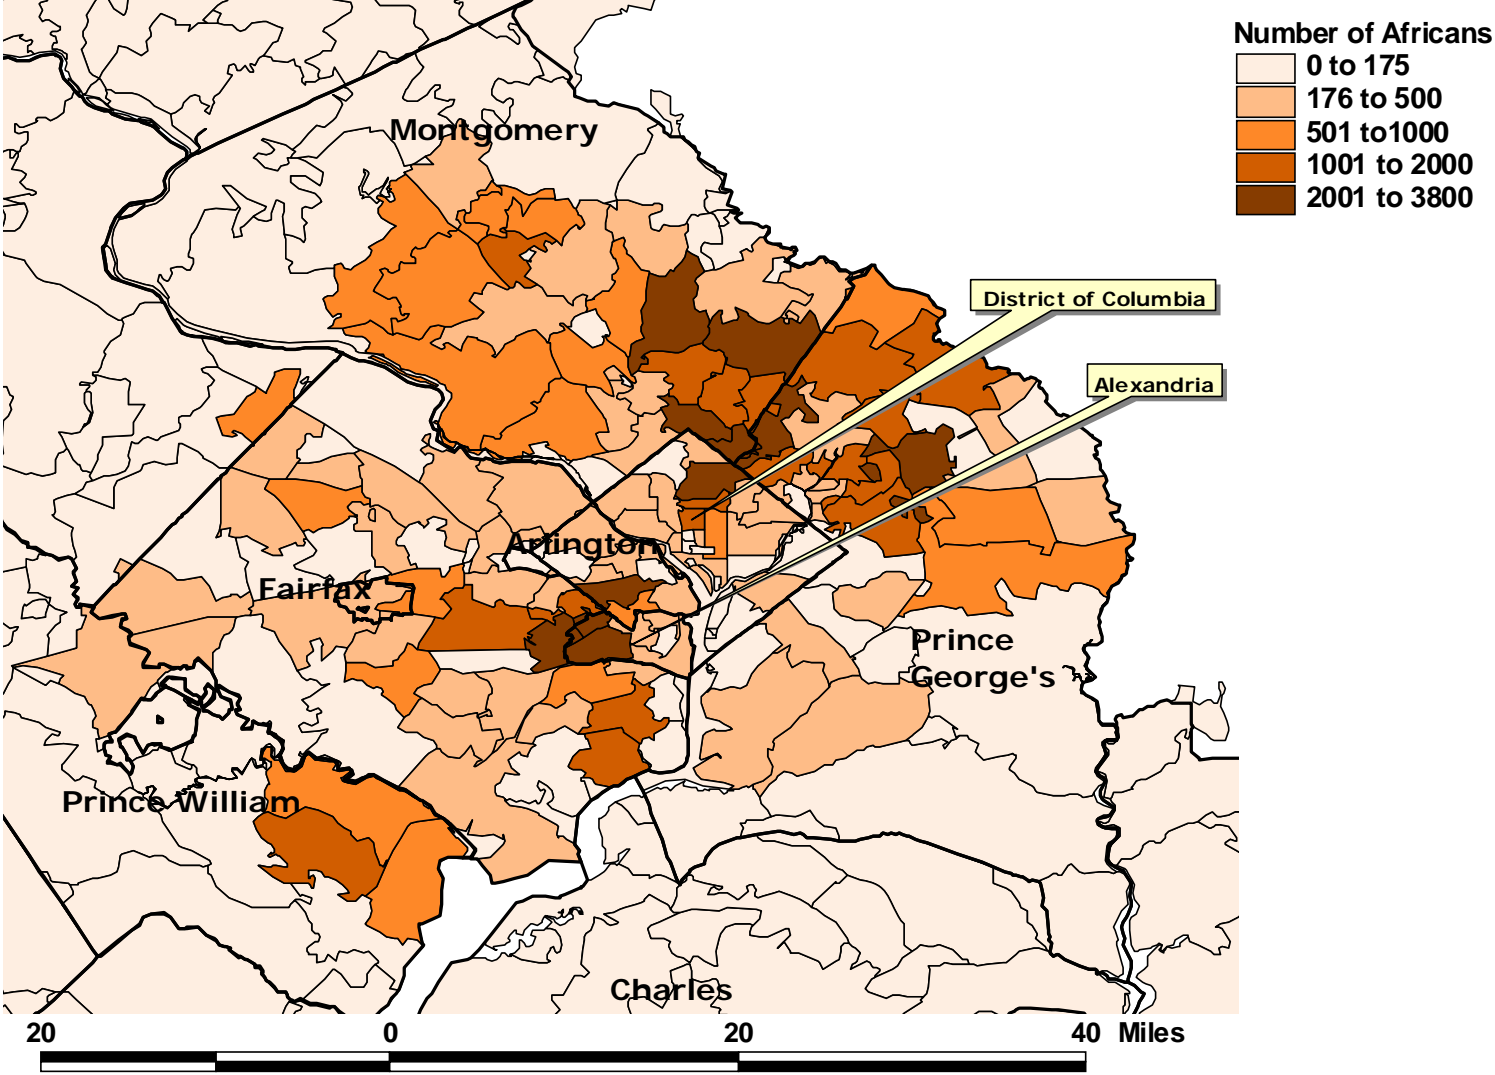 Number of Africans
0 to 175
176 to 500
501 to1000
1001 to 2000
2001 to 3800
Montgomery
District of Columbia
Alexandria
Arlington
Fairfax
Prince
George's
Prince William
Charles
20 0 20 40 Miles